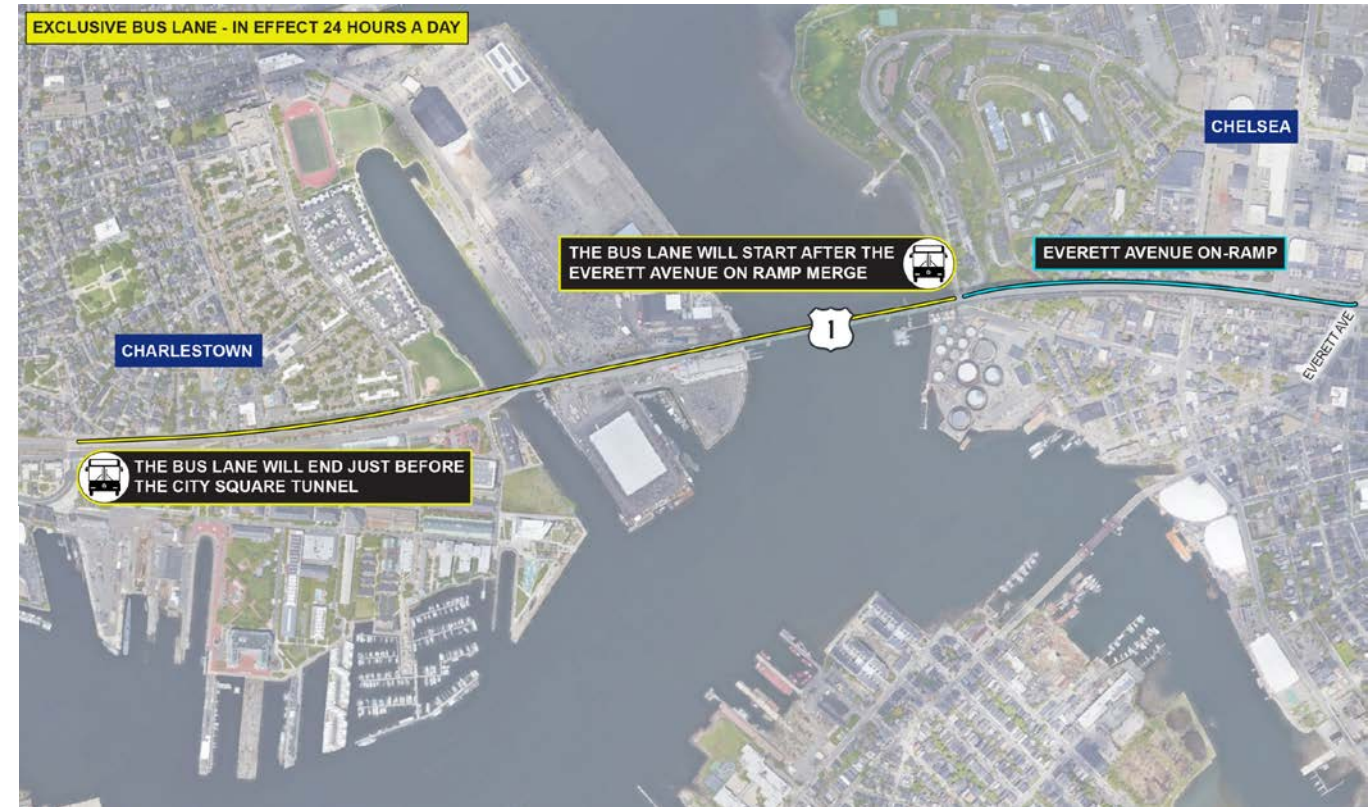 EXCLUSIVE BUS LANE - IN EFFECT 24 HOURS A DAY
CHELSEA
THE BUS LANE WILL START AFTER THE
EVERETT AVENUE ON RAMP MERGE
EVERETT AVENUE ON-RAMP
1
EVERETT AVE
CHARLESTOWN
THE BUS LANE WILL END JUST BEFORE
THE CITY SQUARE TUNNEL